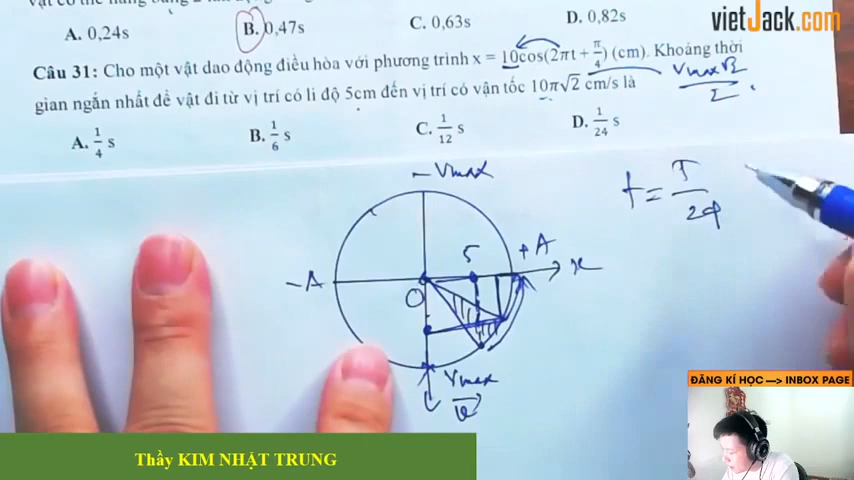 vietJack.com
A. 0,24s B. 0,47s C. 0,63s D. 0,82s
Câu 31: Cho một vật dao động điều hòa với phương trình x = 10cos(2πt + π/4) (cm). Khoảng thời
gian ngắn nhất để vật đi từ vị trí có li độ 5cm đến vị trí có vận tốc 10π√2 cm/s là
Vmax√2
2
A. 1/4 s B. 1/6 s C. 1/12 s D. 1/24 s
- Vmax
t = T/24
-A O 5 +A x
Vmax
v
ĐĂNG KÍ HỌC —> INBOX PAGE
Thầy KIM NHẬT TRUNG